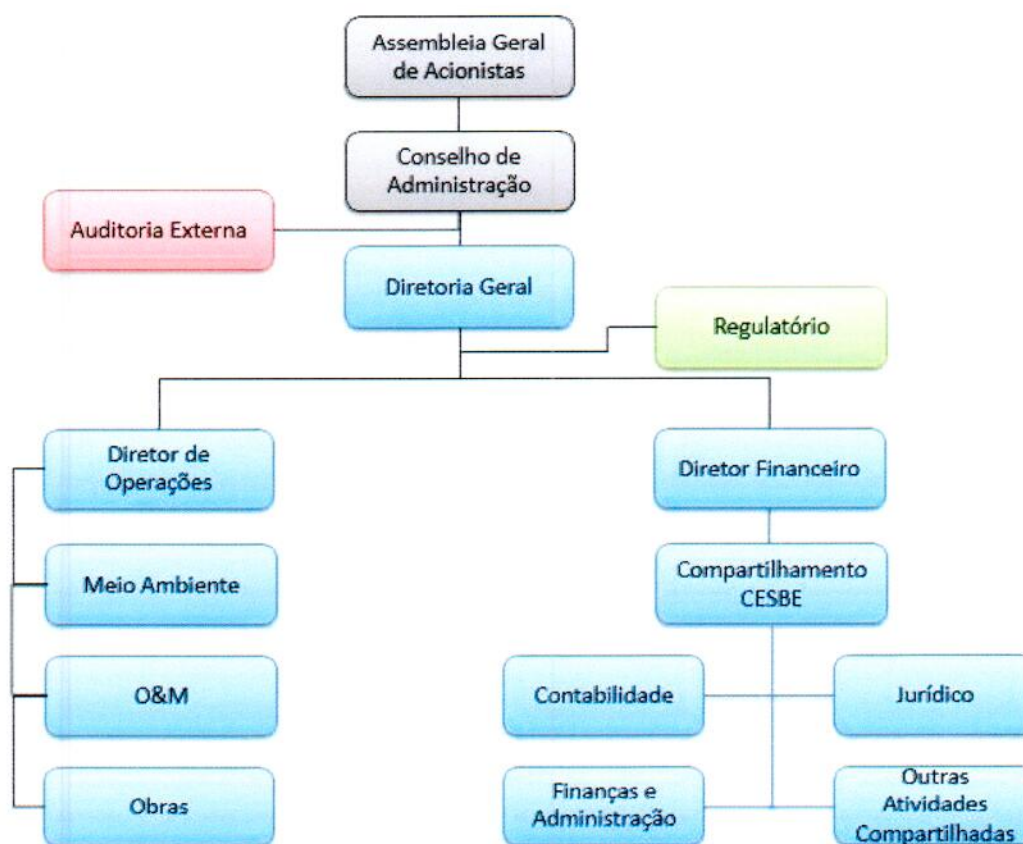 Assembleia Geral
de Acionistas
Conselho de
Administração
Auditoria Externa
Diretoria Geral
Regulatório
Diretor de
Operações
Diretor Financeiro
Meio Ambiente
Compartilhamento
CESBE
O&M
Contabilidade
Jurídico
Obras
Finanças e
Administração
Outras
Atividades
Compartilhadas